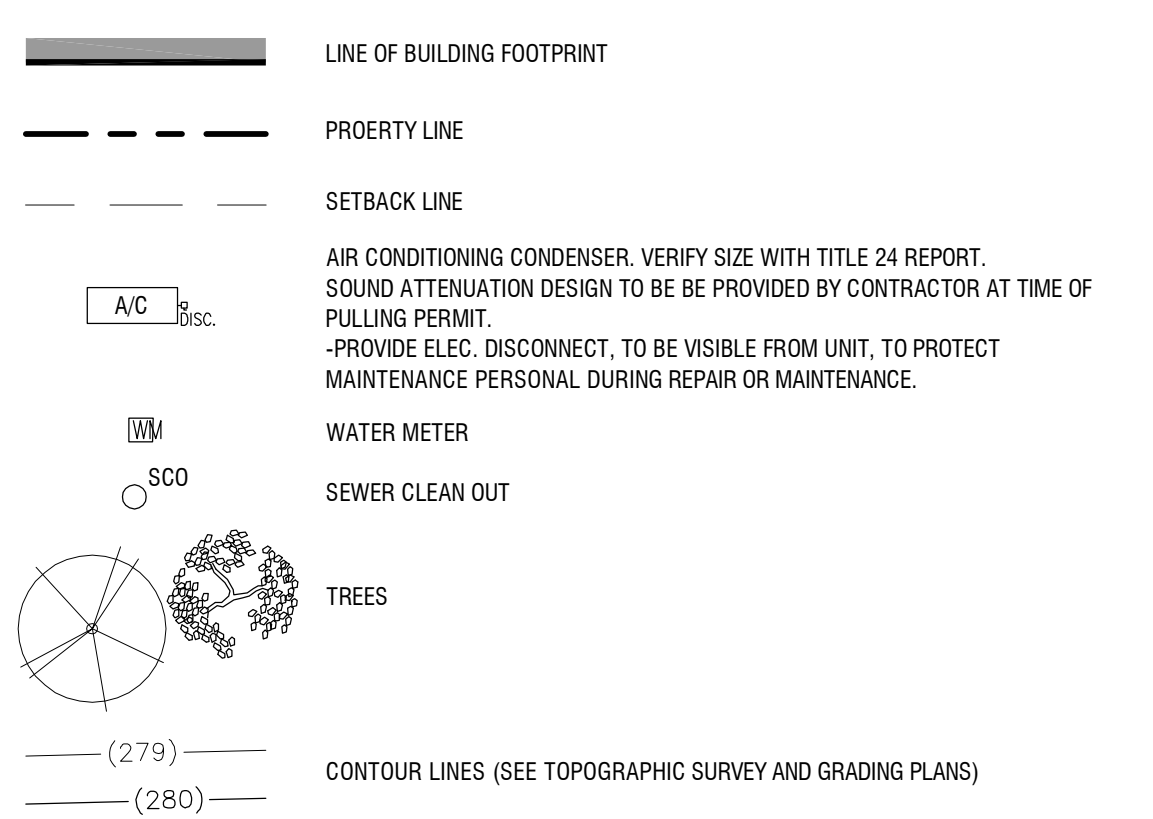 LINE OF BUILDING FOOTPRINT
PROERTY LINE
SETBACK LINE
AIR CONDITIONING CONDENSER. VERIFY SIZE WITH TITLE 24 REPORT.
SOUND ATTENUATION DESIGN TO BE BE PROVIDED BY CONTRACTOR AT TIME OF
PULLING PERMIT.
-PROVIDE ELEC. DISCONNECT, TO BE VISIBLE FROM UNIT, TO PROTECT
MAINTENANCE PERSONAL DURING REPAIR OR MAINTENANCE.
A/C
DISC.
WM
WATER METER
SCO
SEWER CLEAN OUT
TREES
(279)
(280)
CONTOUR LINES (SEE TOPOGRAPHIC SURVEY AND GRADING PLANS)